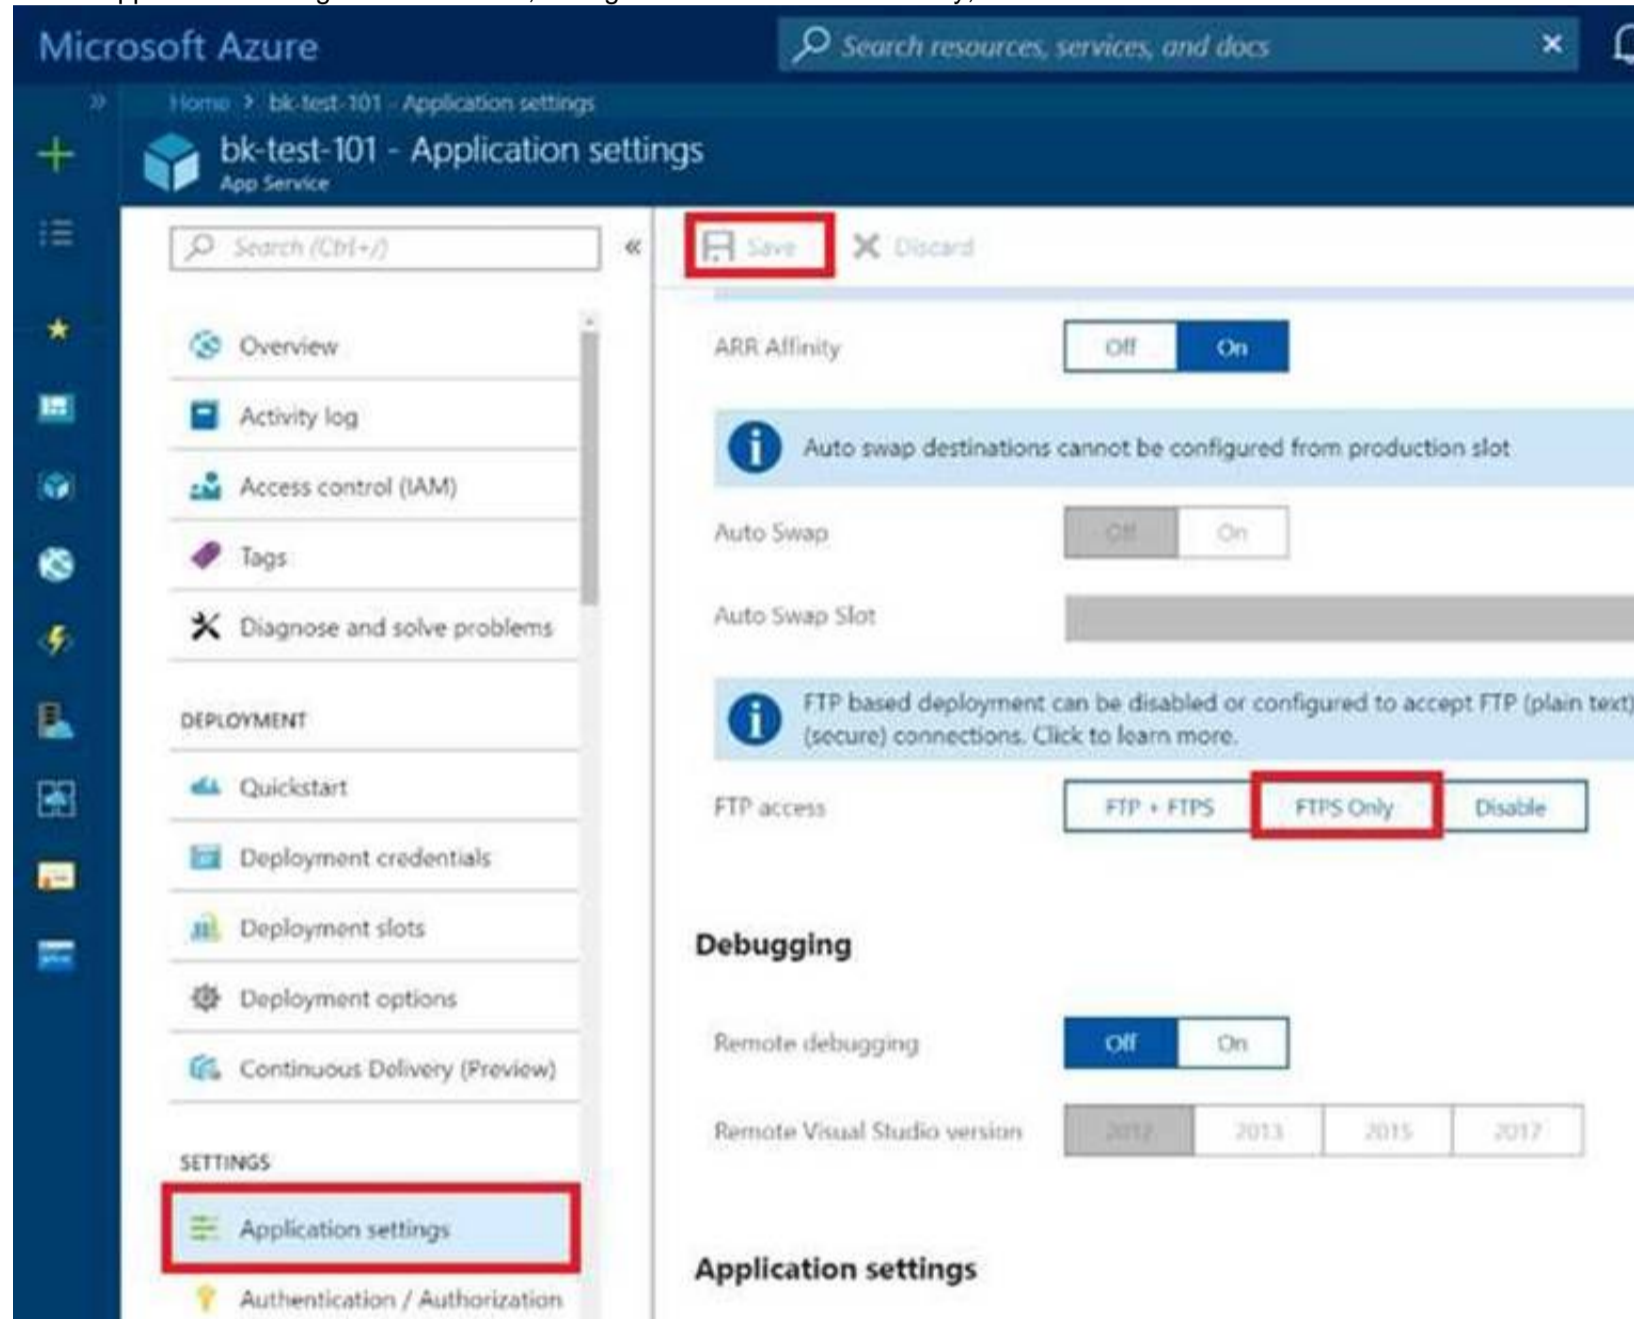 Microsoft Azure
Search resources, services, and docs
Home > bk-test-101 - Application settings
bk-test-101 - Application settings
App Service
Search (Ctrl+/)
Save
Discard
Overview
Activity log
Access control (IAM)
Tags
Diagnose and solve problems
DEPLOYMENT
Quickstart
Deployment credentials
Deployment slots
Deployment options
Continuous Delivery (Preview)
SETTINGS
Application settings
Authentication / Authorization
ARR Affinity
Off On
Auto swap destinations cannot be configured from production slot
Auto Swap
Off On
Auto Swap Slot
FTP based deployment can be disabled or configured to accept FTP (plain text)
(secure) connections. Click to learn more.
FTP access
FTP + FTPS FTPS Only Disable
Debugging
Remote debugging
Off On
Remote Visual Studio version
2012 2013 2015 2017
Application settings